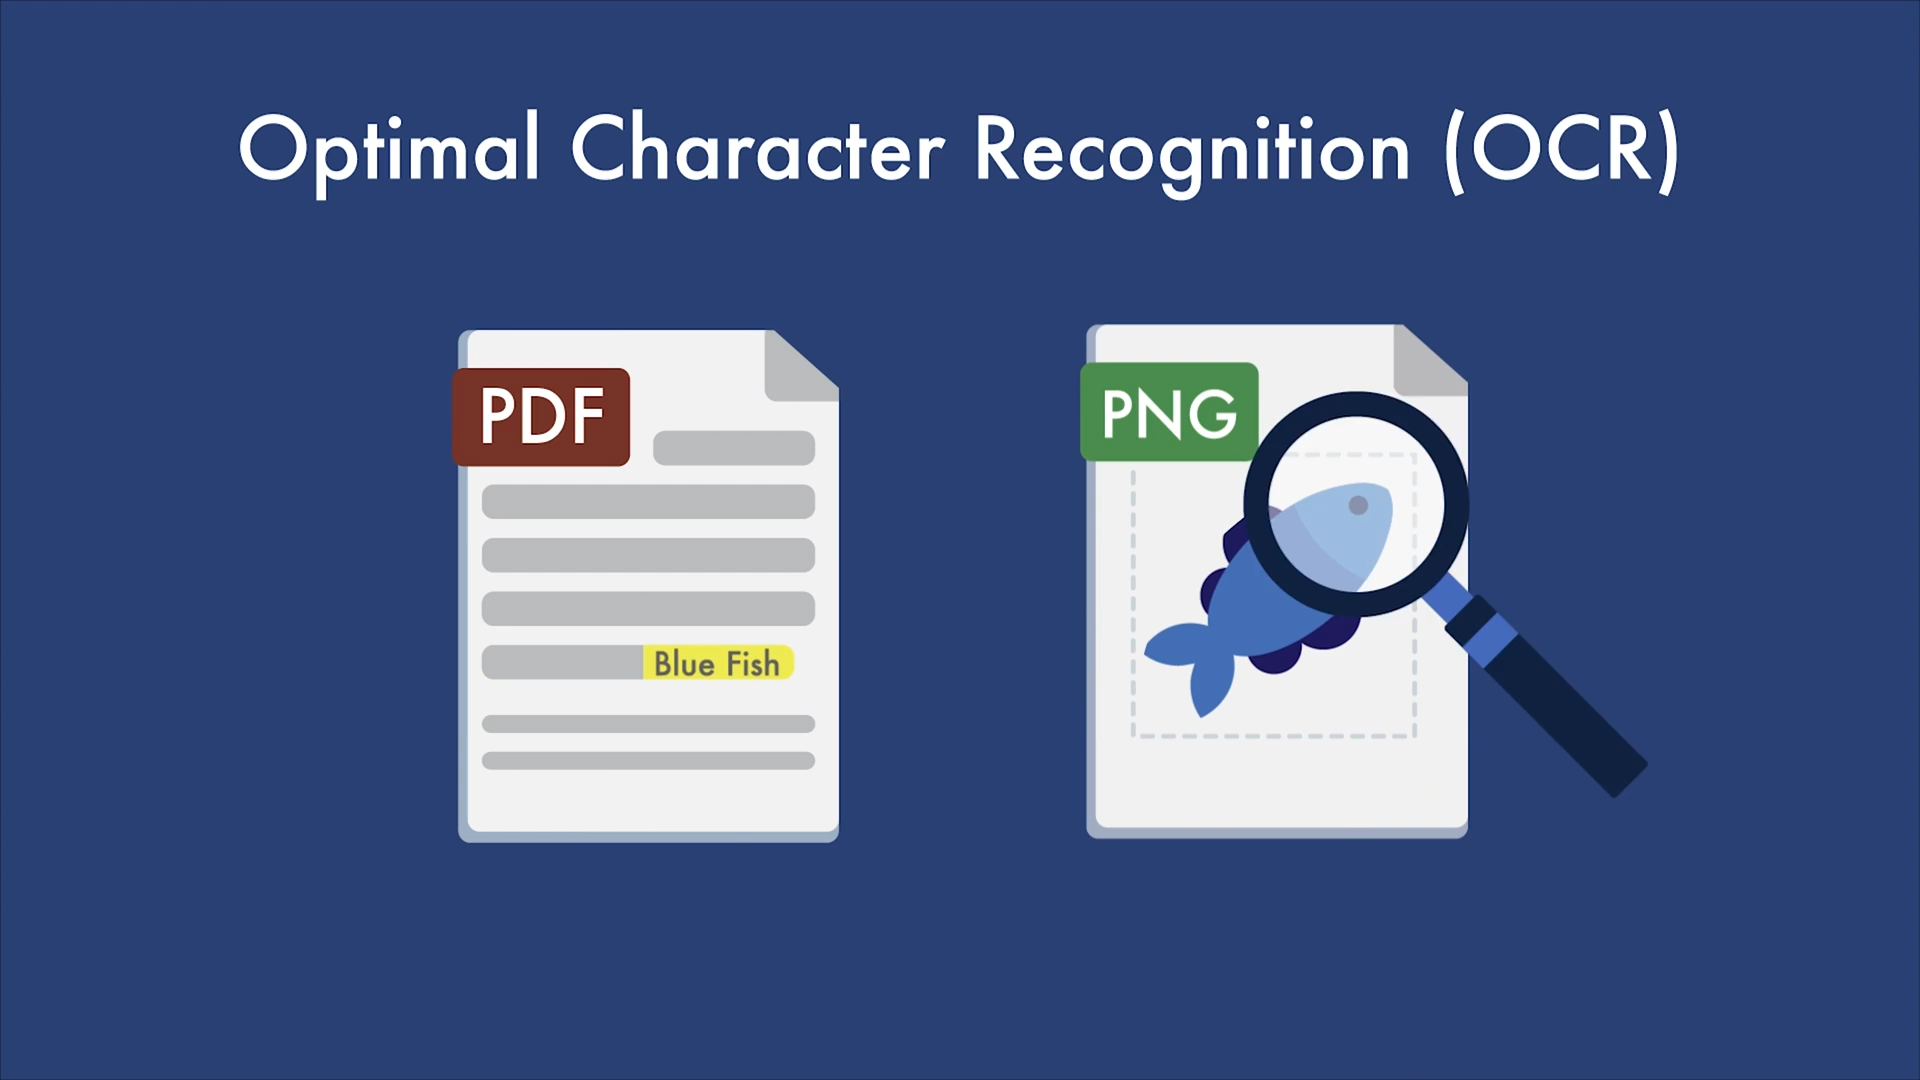 Optimal Character Recognition (OCR)
PDF
PNG
Blue Fish